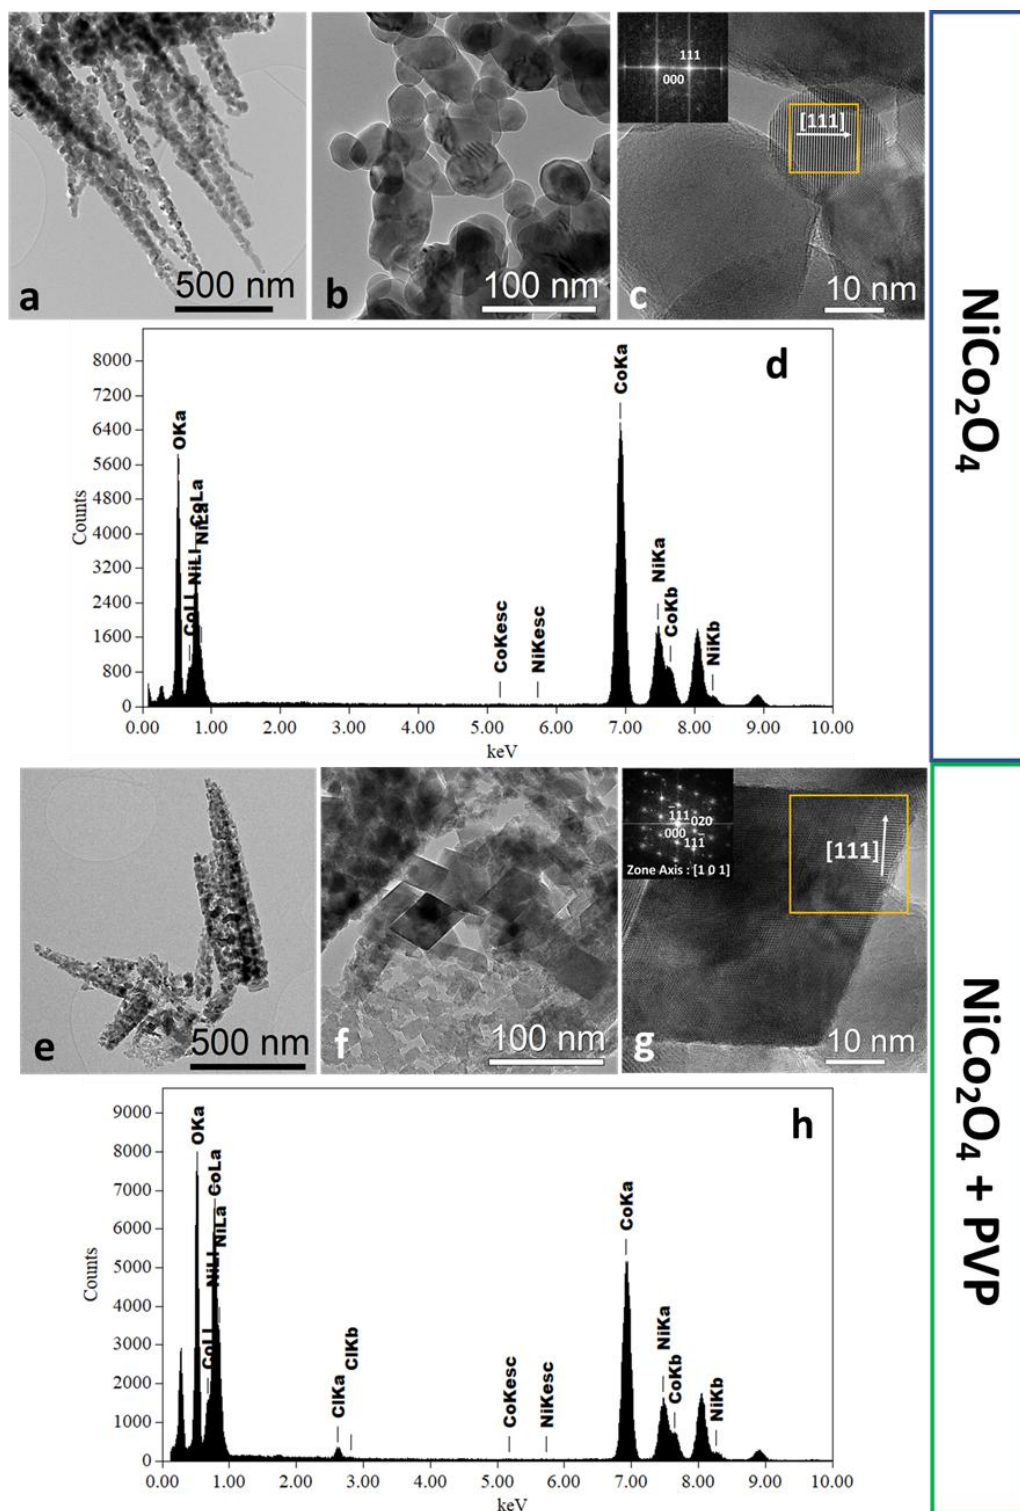 500 nm
a
100 nm
b
111
000
[111]
10 nm
c
NiCo₂O₄
d
8000
7200
6400
5600
4800
4000
3200
2400
1600
800
0
Counts
OKa
CoLl
NiLl
CoLa
NiLa
CoKesc
NiKesc
CoKa
NiKa
CoKb
NiKb
0.00 1.00 2.00 3.00 4.00 5.00 6.00 7.00 8.00 9.00 10.00
keV
500 nm
e
100 nm
f
1̅11
020
000
11̅1
Zone Axis : [1 0 1]
[111]
10 nm
g
NiCo₂O₄ + PVP
h
9000
8000
7000
6000
5000
4000
3000
2000
1000
0
Counts
OKa
CoLl
NiLl
CoLa
NiLa
ClKa
ClKb
CoKesc
NiKesc
CoKa
NiKa
CoKb
NiKb
0.00 1.00 2.00 3.00 4.00 5.00 6.00 7.00 8.00 9.00 10.00
keV